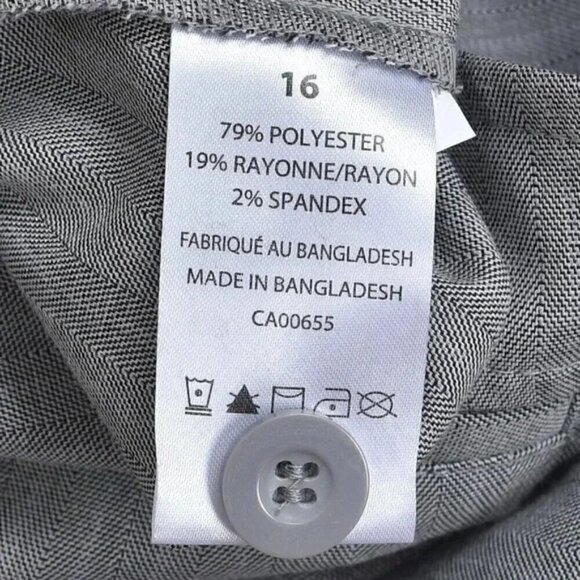 16
79% POLYESTER
19% RAYONNE/RAYON
2% SPANDEX
FABRIQUÉ AU BANGLADESH
MADE IN BANGLADESH
CA00655